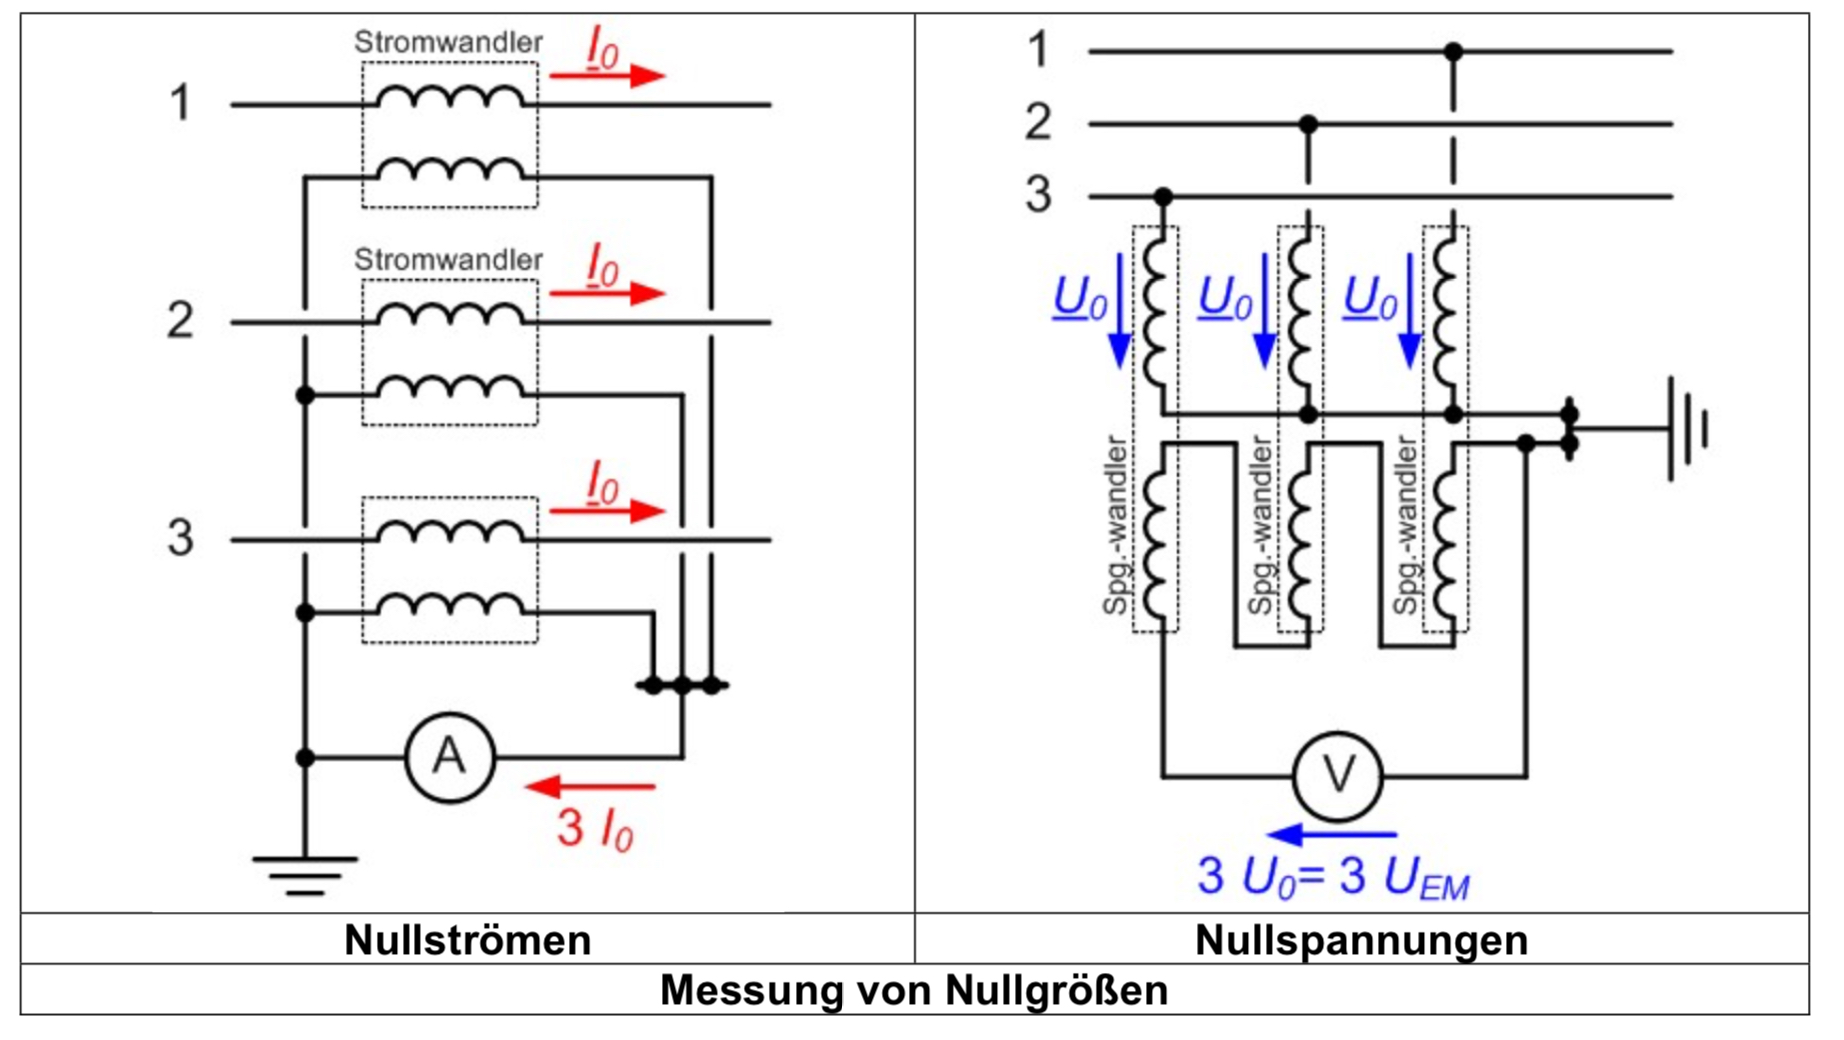 Stromwandler
I0
1
Stromwandler
I0
2
I0
3
A
3 I0
1
2
3
U0 U0 U0
Spg.-wandler Spg.-wandler Spg.-wandler
V
3 U0= 3 UEM
Nullströmen
Nullspannungen
Messung von Nullgrößen